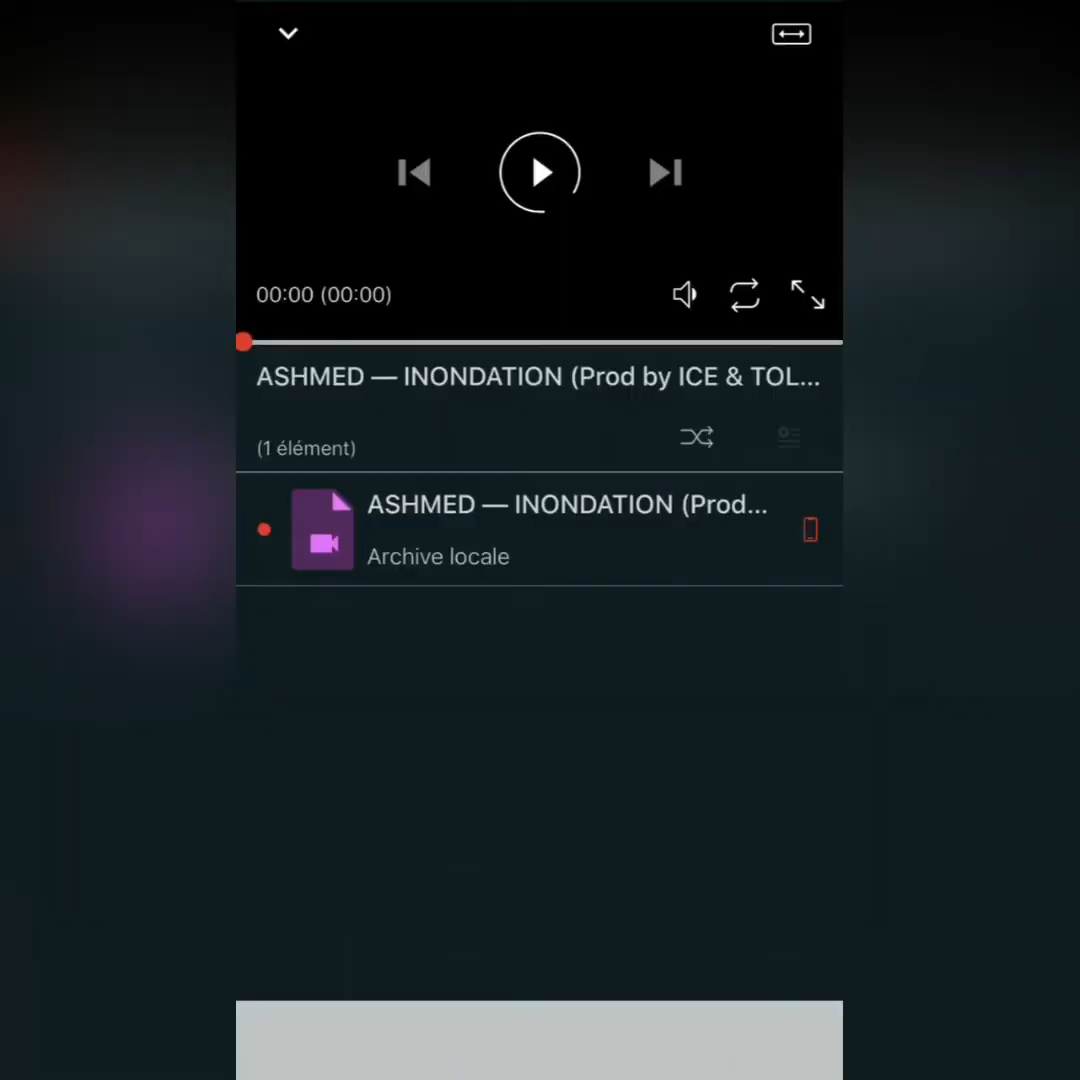 00:00 (00:00)
ASHMED — INONDATION (Prod by ICE & TOL...
(1 élément)
ASHMED — INONDATION (Prod...
Archive locale